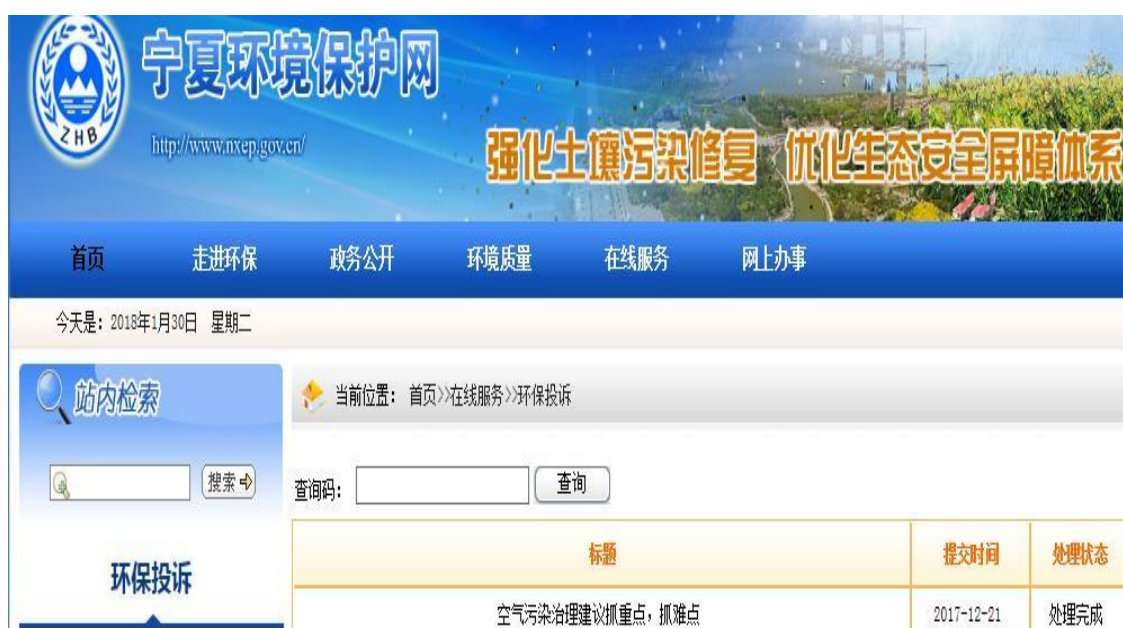 宁夏环境保护网
ZHB
http://www.nxep.gov.cn/
强化土壤污染修复 优化生态安全屏障体系
首页 走进环保 政务公开 环境质量 在线服务 网上办事
今天是：2018年1月30日 星期二
站内检索
当前位置： 首页>>在线服务>>环保投诉
搜索
查询码： 查询
环保投诉
标题 提交时间 处理状态
空气污染治理建议抓重点，抓难点 2017-12-21 处理完成